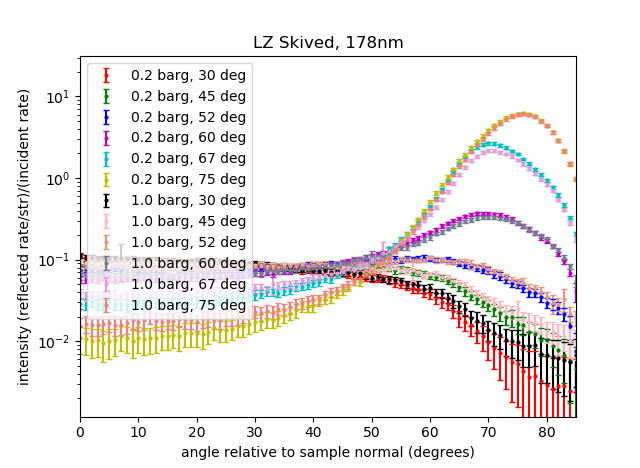 LZ Skived, 178nm
intensity (reflected rate/str)/(incident rate)
10¹
10⁰
10⁻¹
10⁻²
0.2 barg, 30 deg
0.2 barg, 45 deg
0.2 barg, 52 deg
0.2 barg, 60 deg
0.2 barg, 67 deg
0.2 barg, 75 deg
1.0 barg, 30 deg
1.0 barg, 45 deg
1.0 barg, 52 deg
1.0 barg, 60 deg
1.0 barg, 67 deg
1.0 barg, 75 deg
0 10 20 30 40 50 60 70 80
angle relative to sample normal (degrees)